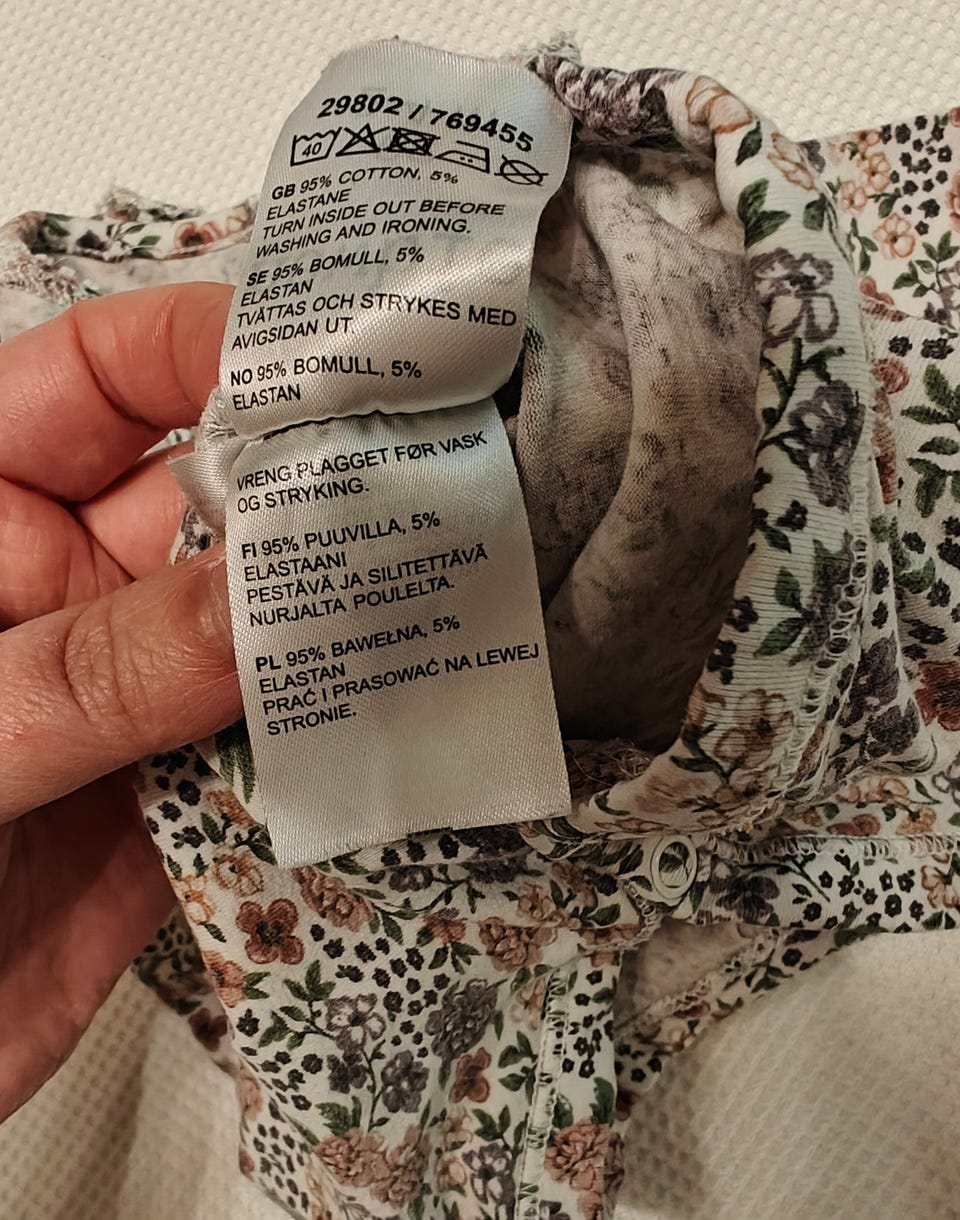 29802 / 769455
40
GB 95% COTTON, 5%
ELASTANE
TURN INSIDE OUT BEFORE
WASHING AND IRONING.
SE 95% BOMULL, 5%
ELASTAN
TVÄTTAS OCH STRYKES MED
AVIGSIDAN UT.
NO 95% BOMULL, 5%
ELASTAN
VRENG PLAGGET FØR VASK
OG STRYKING.
FI 95% PUUVILLA, 5%
ELASTAANI
PESTÄVÄ JA SILITETTÄVÄ
NURJALTA POULELTA.
PL 95% BAWEŁNA, 5%
ELASTAN
PRAĆ I PRASOWAĆ NA LEWEJ
STRONIE.